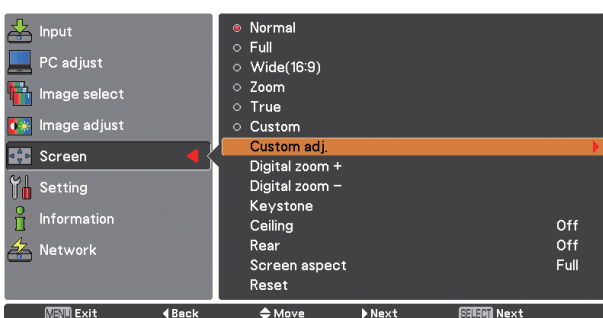 Input
PC adjust
Image select
Image adjust
Screen
Setting
Information
Network
Normal
Full
Wide(16:9)
Zoom
True
Custom
Custom adj.
Digital zoom +
Digital zoom –
Keystone
Ceiling Off
Rear Off
Screen aspect Full
Reset
MENU Exit Back Move Next SELECT Next